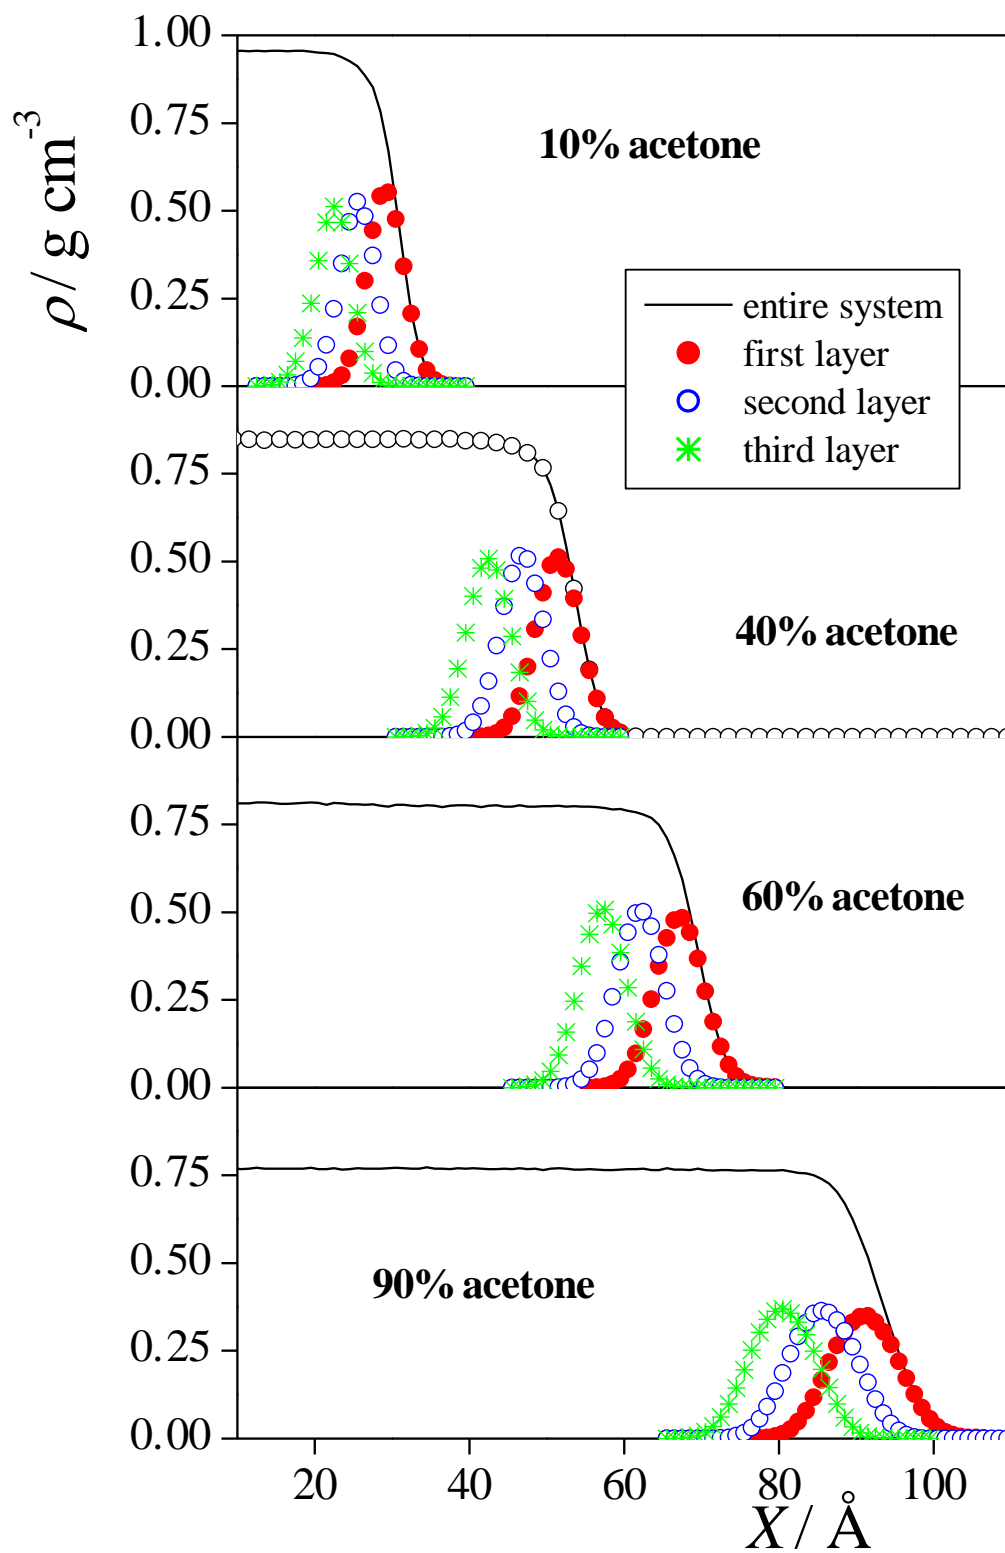 1.00
0.75
0.50
0.25
0.00
ρ / g cm-3
10% acetone
entire system
first layer
second layer
third layer
0.75
0.50
0.25
0.00
40% acetone
0.75
0.50
0.25
0.00
60% acetone
0.75
0.50
0.25
0.00
90% acetone
20 40 60 80 100
X / Å